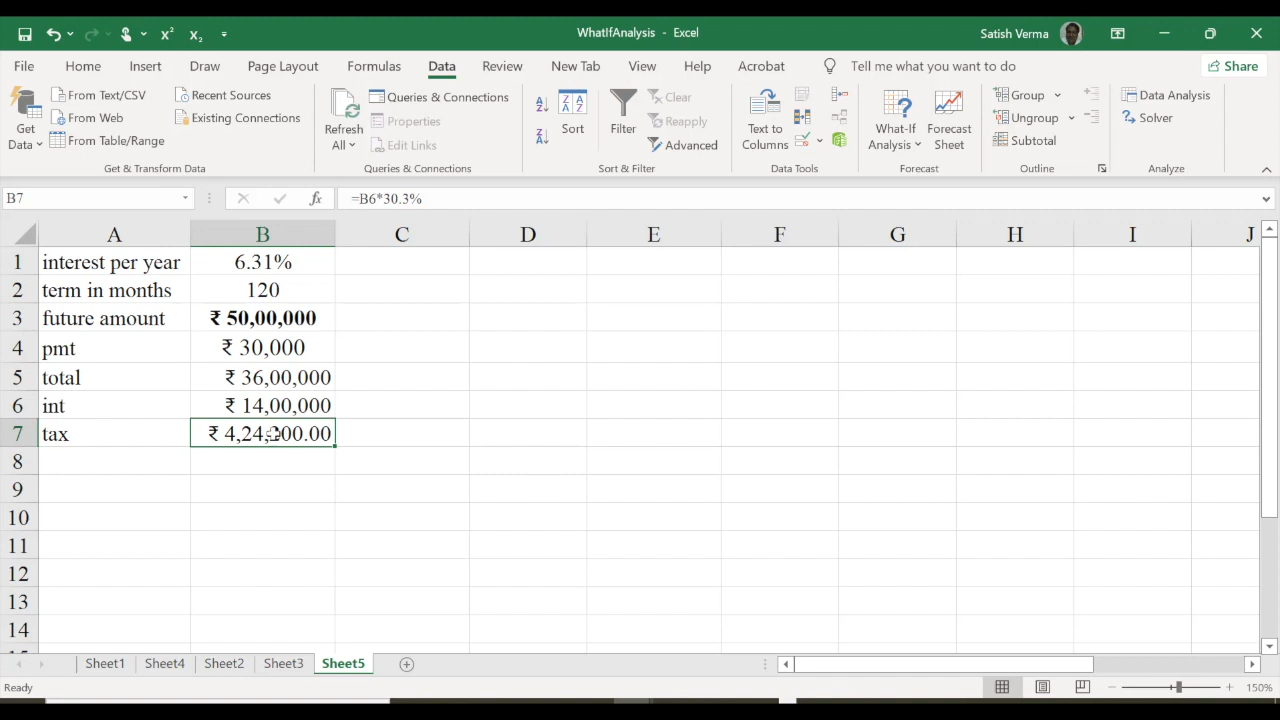 WhatIfAnalysis - Excel
Satish Verma
File Home Insert Draw Page Layout Formulas Data Review New Tab View Help Acrobat Tell me what you want to do Share
Get Data
From Text/CSV
From Web
From Table/Range
Recent Sources
Existing Connections
Get & Transform Data
Refresh All
Queries & Connections
Properties
Edit Links
Queries & Connections
Sort
Filter
Clear
Reapply
Advanced
Sort & Filter
Text to Columns
Data Tools
What-If Analysis
Forecast Sheet
Forecast
Group
Ungroup
Subtotal
Outline
Data Analysis
Solver
Analyze
B7 fx =B6*30.3%
A B C D E F G H I J
1 interest per year 6.31%
2 term in months 120
3 future amount ₹ 50,00,000
4 pmt ₹ 30,000
5 total ₹ 36,00,000
6 int ₹ 14,00,000
7 tax ₹ 4,24,200.00
8
9
10
11
12
13
14
Sheet1 Sheet4 Sheet2 Sheet3 Sheet5
Ready 150%